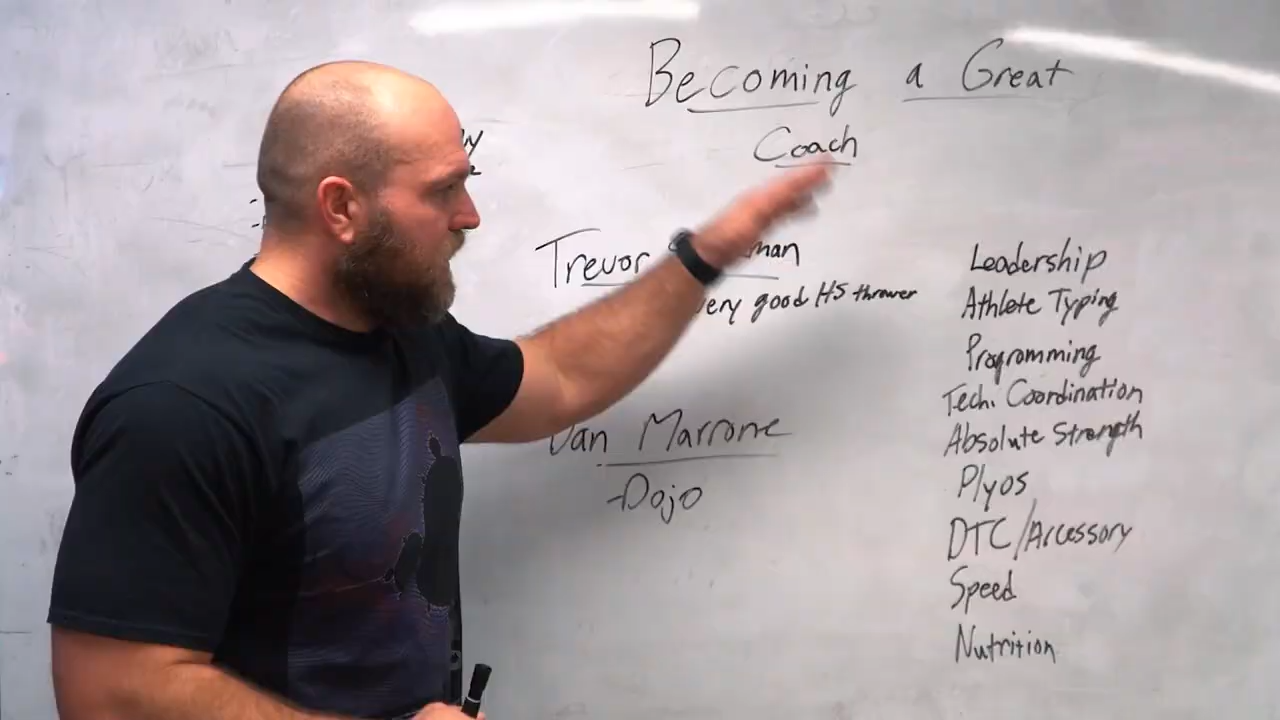 Becoming a Great
Coach
Trevor
very good HS thrower
Dan Marrone
-Dojo
Leadership
Athlete Typing
Programming
Tech. Coordination
Absolute Strength
Plyos
DTC/Accessory
Speed
Nutrition